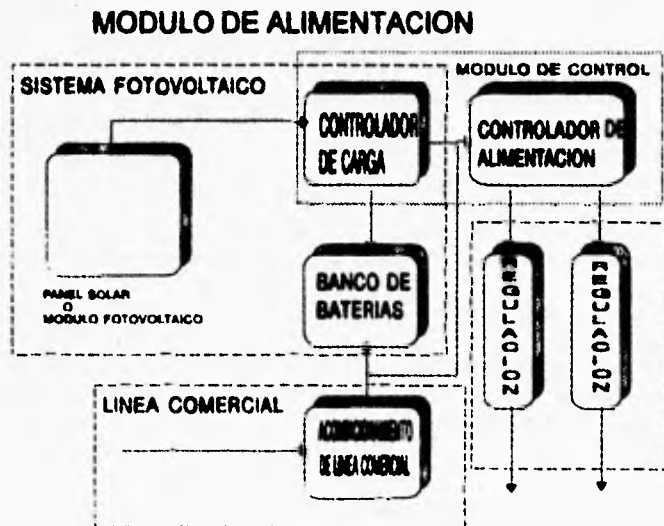 MODULO DE ALIMENTACION
SISTEMA FOTOVOLTAICO
MODULO DE CONTROL
CONTROLADOR
DE CARGA
CONTROLADOR DE
ALIMENTACION
PANEL SOLAR
O
MODULO FOTOVOLTAICO
BANCO DE
BATERIAS
REGULACION
REGULACION
LINEA COMERCIAL
ACONDICIONAMIENTO
DE LINEA COMERCIAL